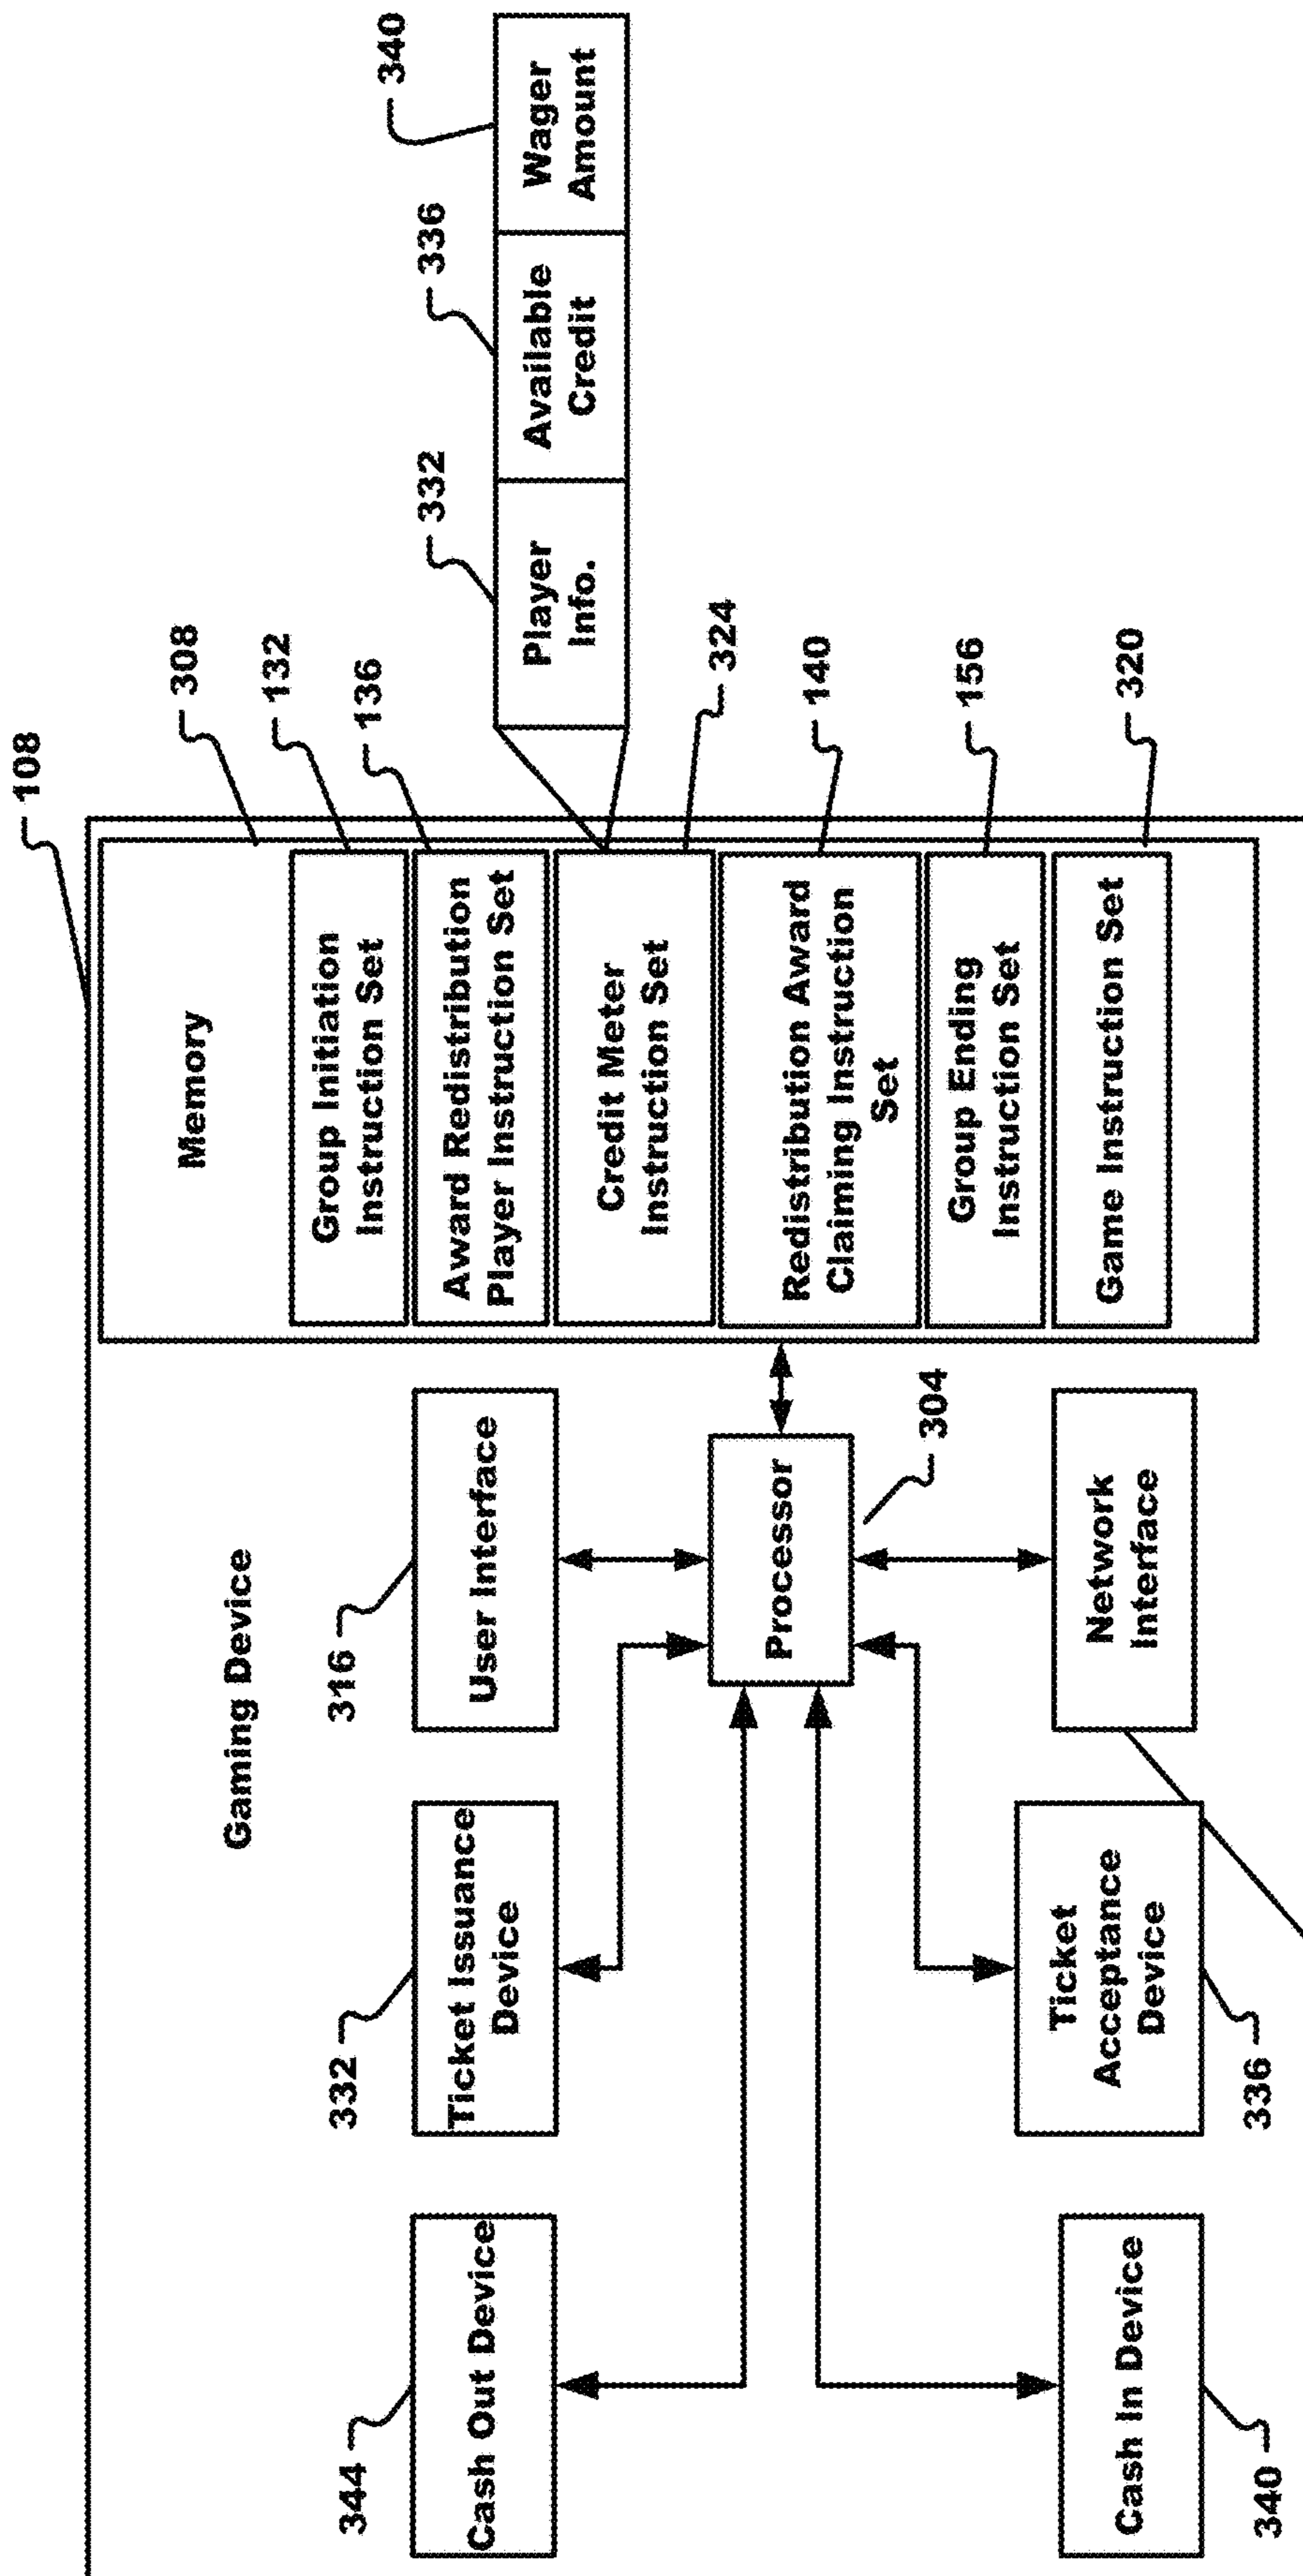 108
Gaming Device
344
Cash Out Device
332
Ticket Issuance
Device
316
User Interface
Processor
304
Cash In Device
340
Ticket
Acceptance
Device
336
Network
Interface
Memory
308
Group Initiation
Instruction Set
132
Award Redistribution
Player Instruction Set
136
Credit Meter
Instruction Set
324
Redistribution Award
Claiming Instruction
Set
140
Group Ending
Instruction Set
156
Game Instruction Set
320
Player
Info.
332
Available
Credit
336
Wager
Amount
340